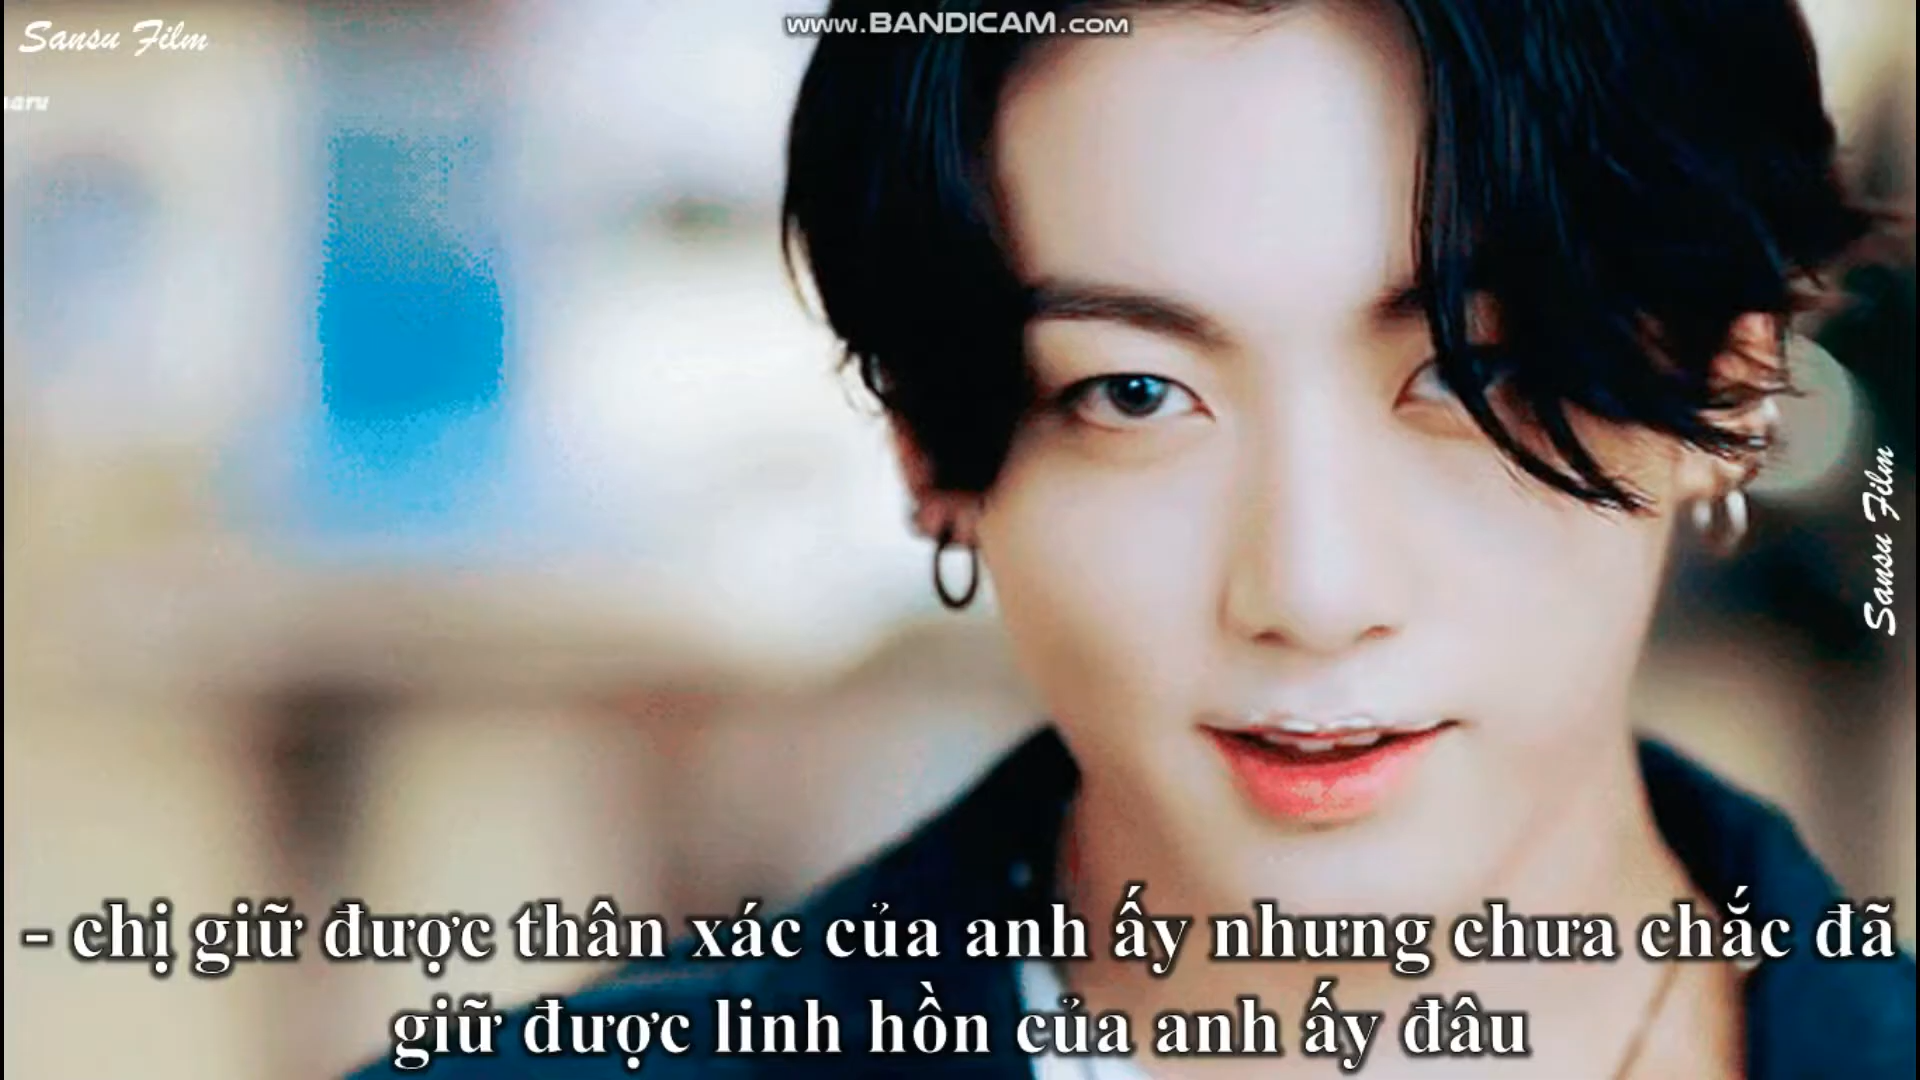 www.BANDICAM.com
Sansu Film
aru
Sansu Film
- chị giữ được thân xác của anh ấy nhưng chưa chắc đã
giữ được linh hồn của anh ấy đâu